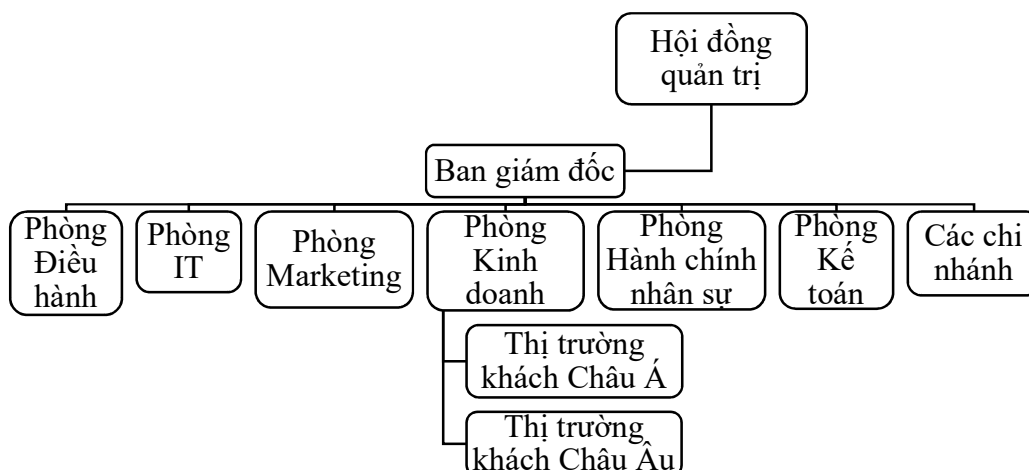 Hội đồng
quản trị
Ban giám đốc
Phòng
Điều
hành
Phòng
IT
Phòng
Marketing
Phòng
Kinh
doanh
Phòng
Hành chính
nhân sự
Phòng
Kế
toán
Các chi
nhánh
Thị trường
khách Châu Á
Thị trường
khách Châu Âu